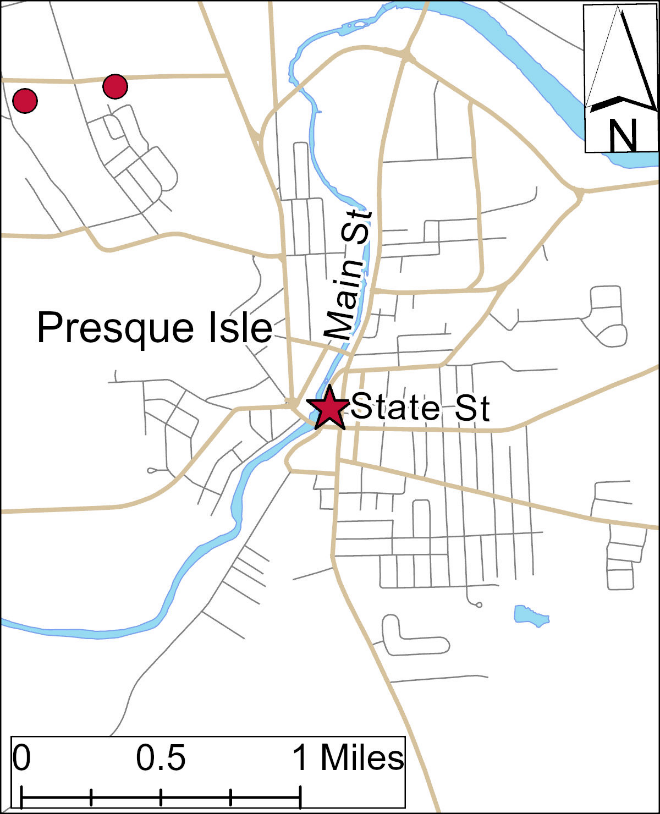 N
Main St
Presque Isle
State St
0 0.5 1 Miles